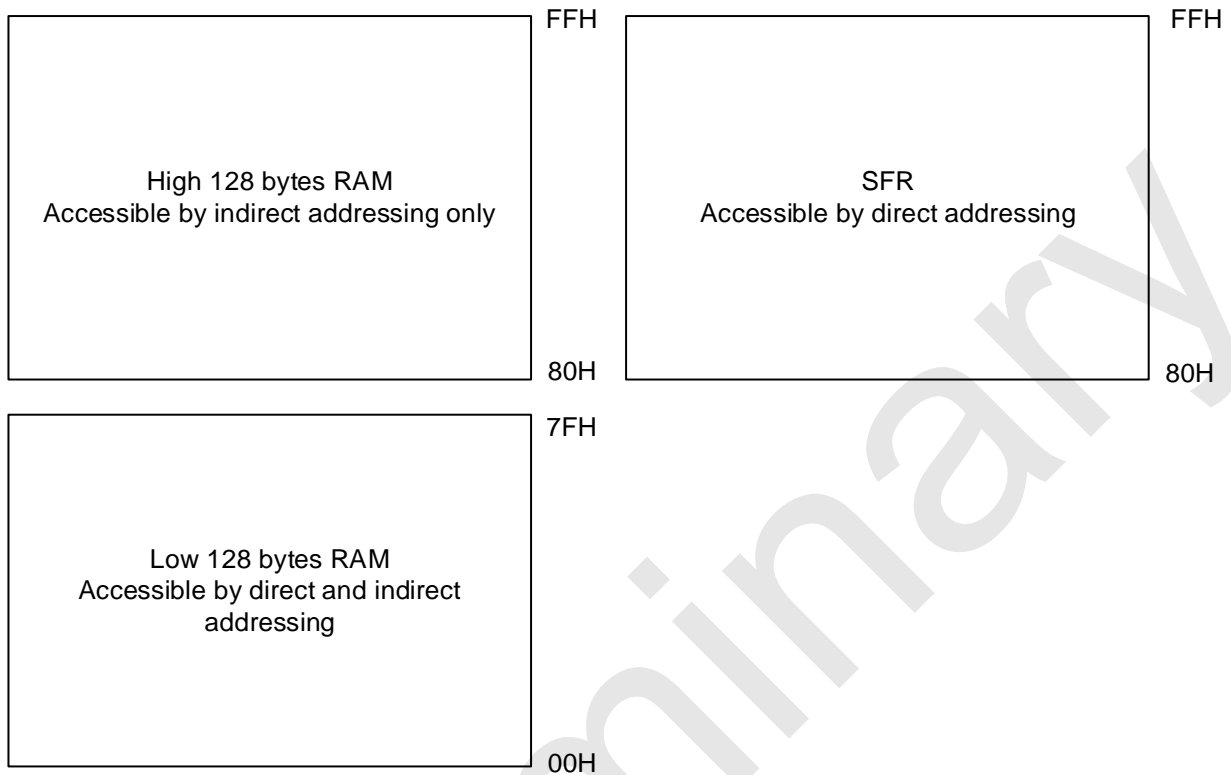 FFH
High 128 bytes RAM
Accessible by indirect addressing only
80H
FFH
SFR
Accessible by direct addressing
80H
7FH
Low 128 bytes RAM
Accessible by direct and indirect
addressing
00H
minary